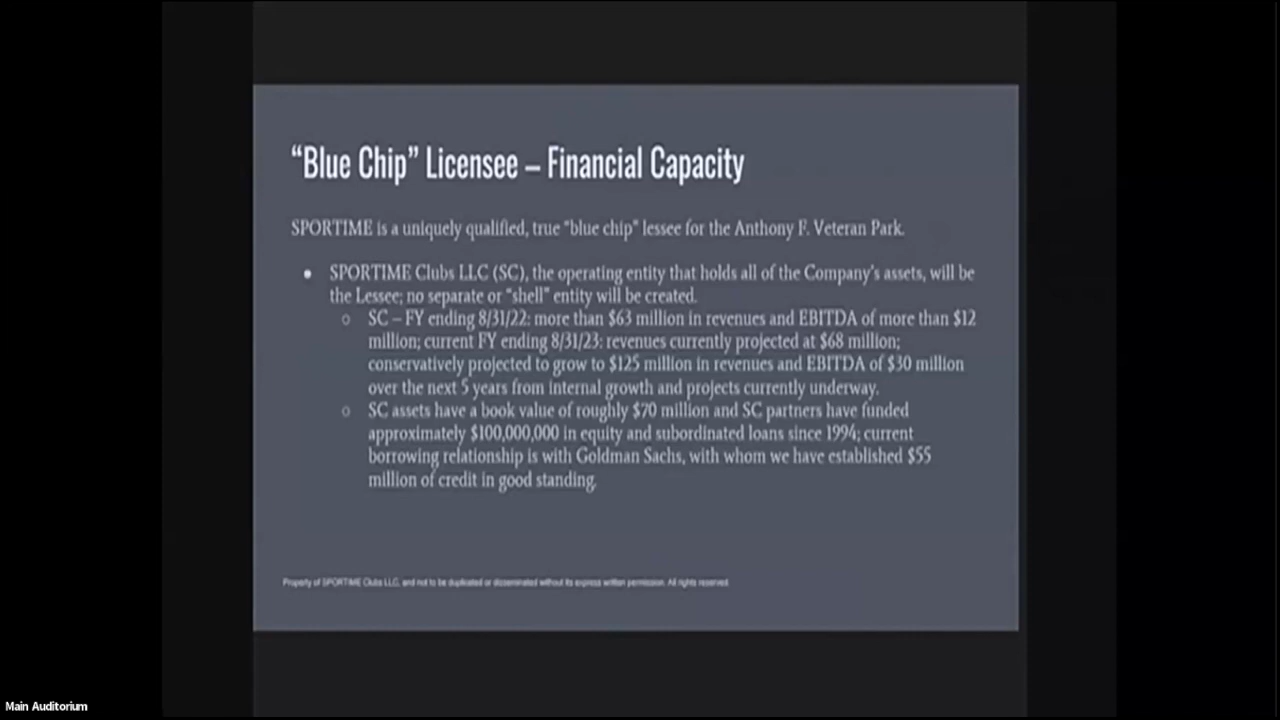 “Blue Chip” Licensee – Financial Capacity
SPORTIME is a uniquely qualified, true “blue chip” lessee for the Anthony F. Veteran Park.
● SPORTIME Clubs LLC (SC), the operating entity that holds all of the Company’s assets, will be
the Lessee; no separate or “shell” entity will be created.
○ SC – FY ending 8/31/22: more than $63 million in revenues and EBITDA of more than $12
million; current FY ending 8/31/23: revenues currently projected at $68 million;
conservatively projected to grow to $125 million in revenues and EBITDA of $30 million
over the next 5 years from internal growth and projects currently underway.
○ SC assets have a book value of roughly $70 million and SC partners have funded
approximately $100,000,000 in equity and subordinated loans since 1994; current
borrowing relationship is with Goldman Sachs, with whom we have established $55
million of credit in good standing.
Property of SPORTIME Clubs LLC, and not to be duplicated or disseminated without its express written permission. All rights reserved.
Main Auditorium